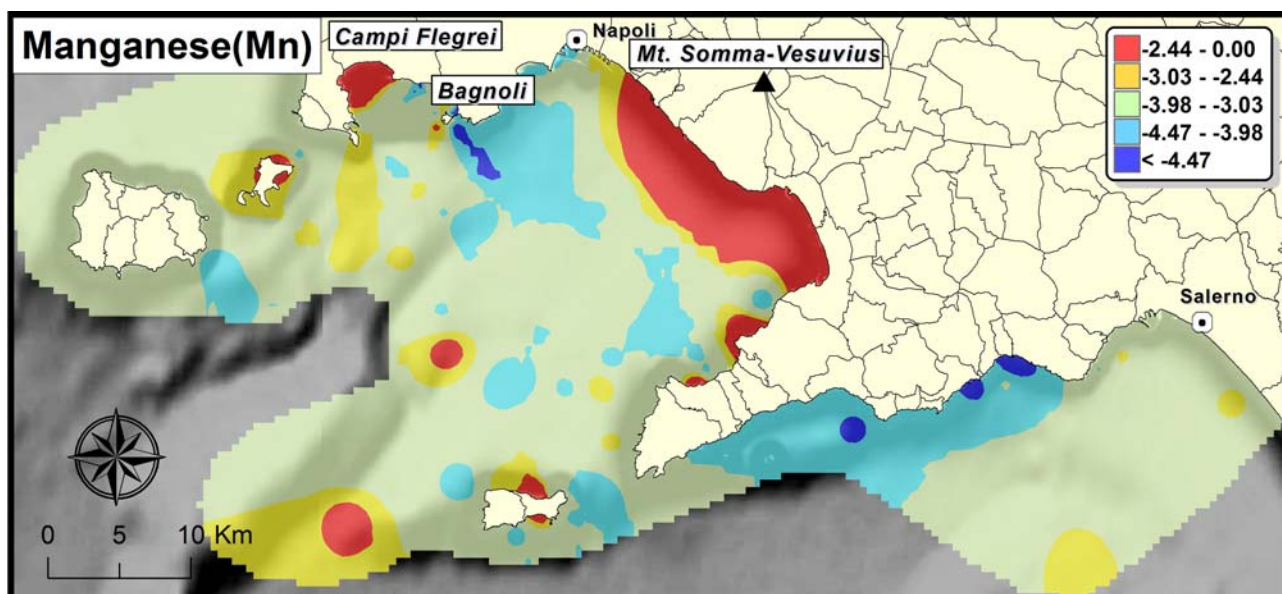 Manganese(Mn)
Campi Flegrei
Napoli
Mt. Somma-Vesuvius
Bagnoli
-2.44 - 0.00
-3.03 - -2.44
-3.98 - -3.03
-4.47 - -3.98
< -4.47
Salerno
0 5 10 Km